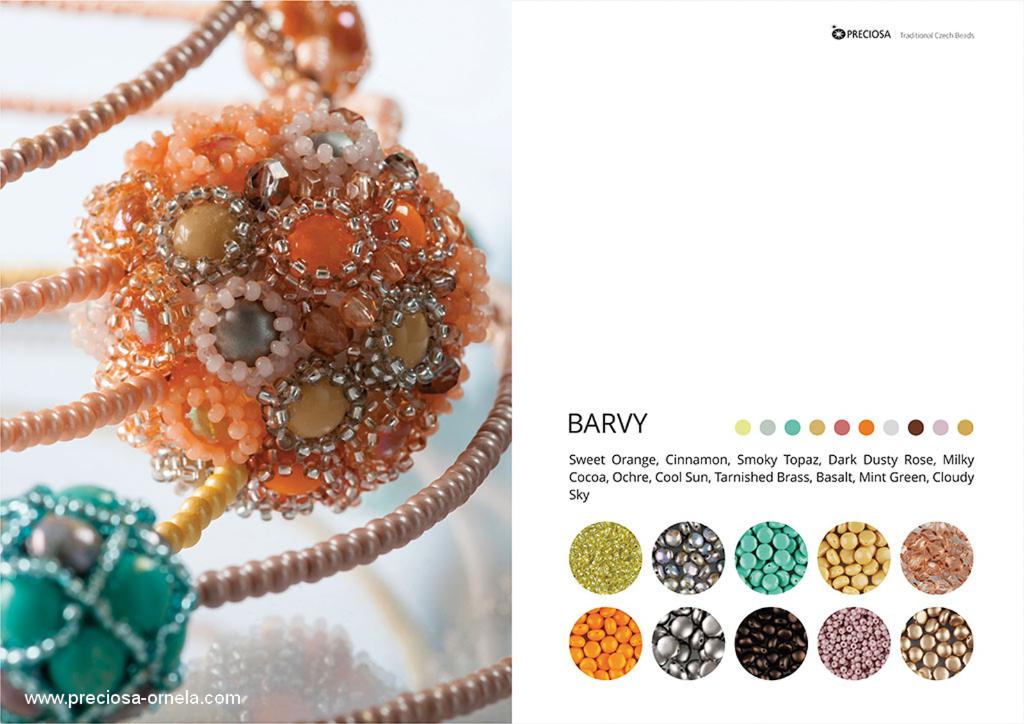 PRECIOSA | Traditional Czech Beads
BARVY
Sweet Orange, Cinnamon, Smoky Topaz, Dark Dusty Rose, Milky
Cocoa, Ochre, Cool Sun, Tarnished Brass, Basalt, Mint Green, Cloudy
Sky
www.preciosa-ornela.com